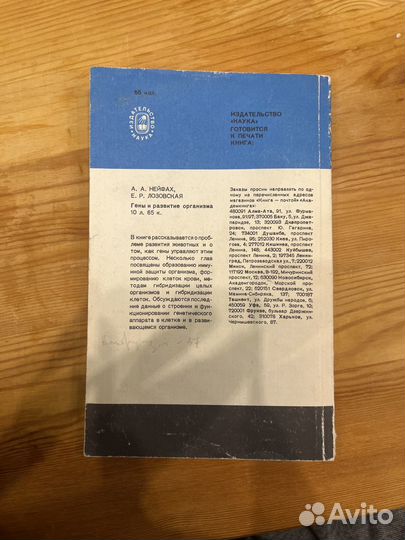 55 коп.
ИЗДАТЕЛЬСТВО
«НАУКА»
ИЗДАТЕЛЬСТВО
«НАУКА»
ГОТОВИТСЯ
К ПЕЧАТИ
КНИГА:
А. А. НЕЙФАХ,
Е. Р. ЛОЗОВСКАЯ
Гены и развитие организма
10 л. 65 к.
В книге рассказывается о проблеме
развития животных и о
том, как гены управляют этим
процессом. Несколько глав
посвящены образованию иммунной
защиты организма, формированию
клеток крови, методам
гибридизации целых
организмов и гибридизации
клеток. Обсуждаются последние
данные о строении и функционировании
генетического
аппарата в клетке и в развивающемся
организме.
Заказы просим направлять по одному
из перечисленных адресов
магазинов «Книга — почтой» «Академкнига»:
480091 Алма-Ата, 91, ул. Фурманова,
91/97; 370005 Баку, 5, ул. Джапаридзе,
13; 320093 Днепропетровск,
проспект Ю. Гагарина,
24; 734001 Душанбе, проспект
Ленина, 95; 252030 Киев, ул. Пирогова,
4; 277012 Кишинев, проспект
Ленина, 148; 443002 Куйбышев,
проспект Ленина, 2; 197345 Ленинград,
Петрозаводская ул., 7; 220012
Минск, Ленинский проспект, 72;
117192 Москва, В-192, Мичуринский
проспект, 12; 630090 Новосибирск,
Академгородок, Морской проспект,
22; 620151 Свердловск, ул.
Мамина-Сибиряка, 137; 700187
Ташкент, ул. Дружбы народов, 6;
450059 Уфа, 59, ул. Р. Зорге, 10;
720001 Фрунзе, бульвар Дзержинского,
42; 310078 Харьков, ул.
Чернышевского, 87.
Avito